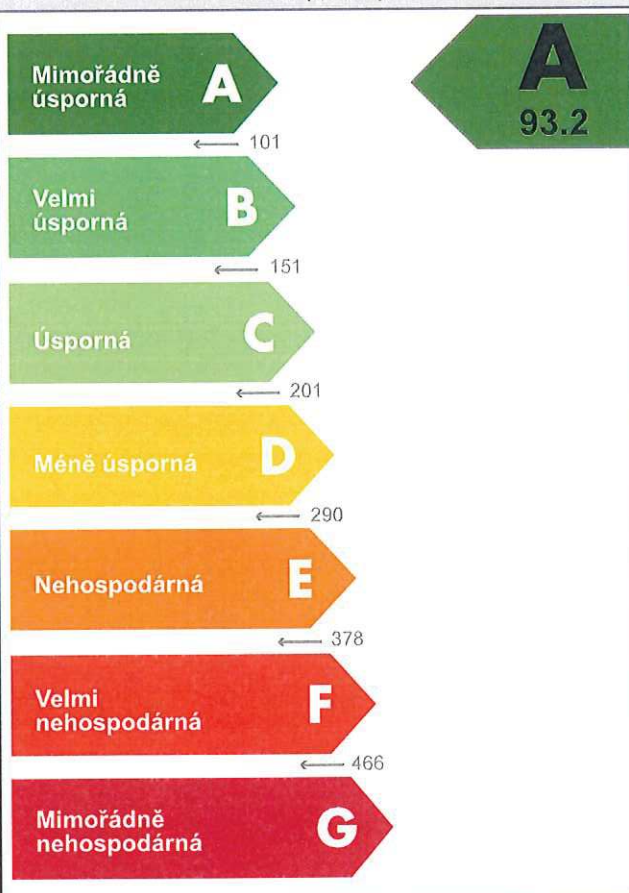 Mimořádně
úsporná
A
A
93.2
← 101
Velmi
úsporná
B
← 151
Úsporná
C
← 201
Méně úsporná
D
← 290
Nehospodárná
E
← 378
Velmi
nehospodárná
F
← 466
Mimořádně
nehospodárná
G